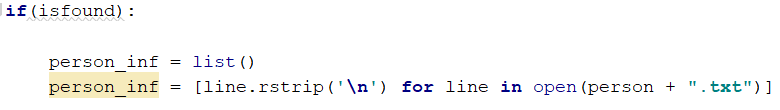 if(isfound):
person_inf = list()
person_inf = [line.rstrip('\n') for line in open(person + ".txt")]